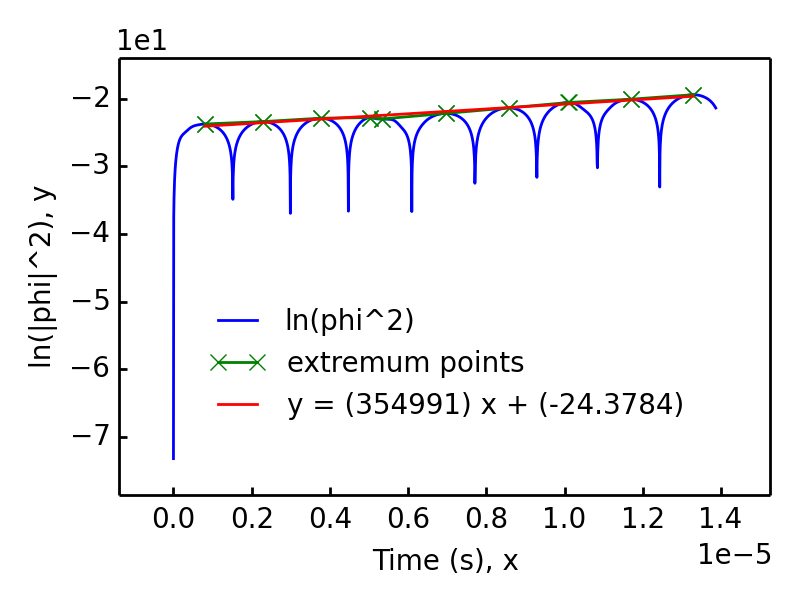 1e1
−2
−3
−4
−5
−6
−7
ln(|phi|^2), y
ln(phi^2)
extremum points
y = (354991) x + (-24.3784)
0.0 0.2 0.4 0.6 0.8 1.0 1.2 1.4
1e−5
Time (s), x